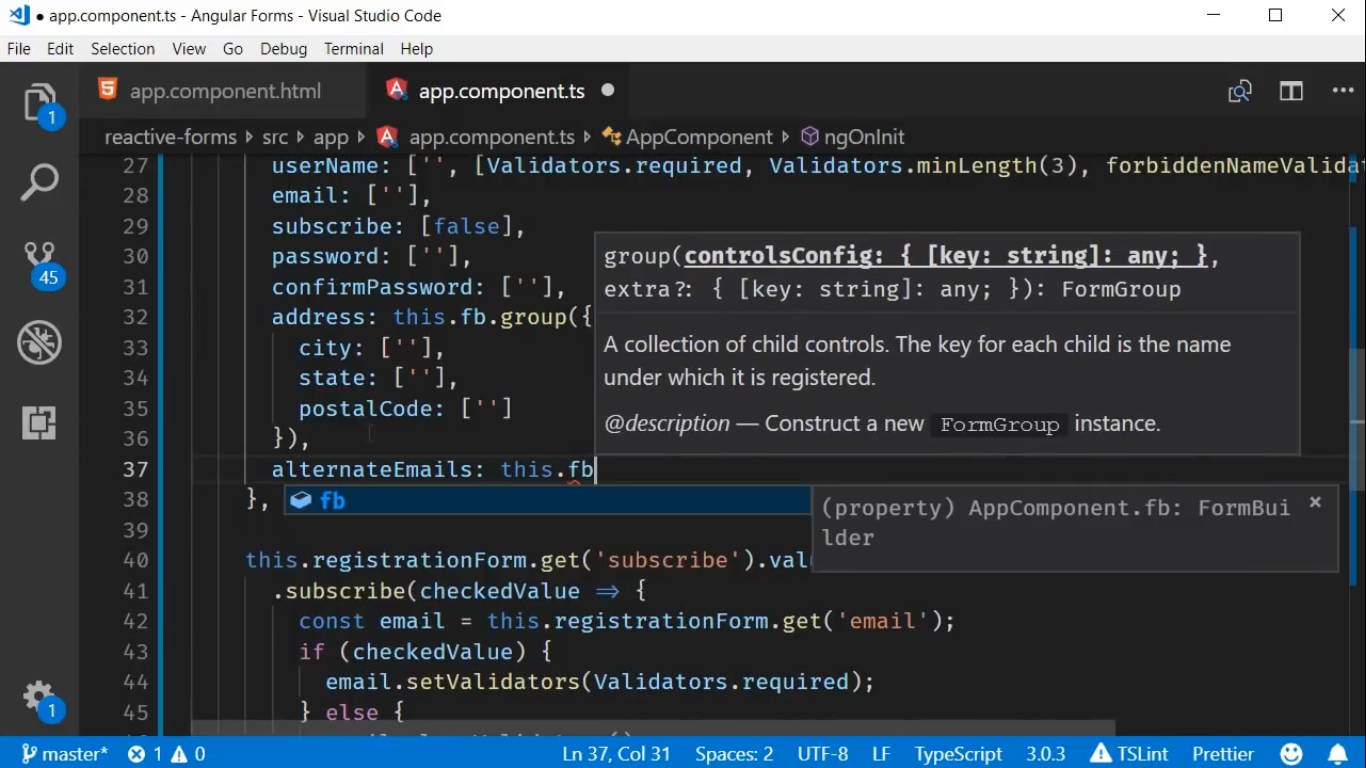 ● app.component.ts - Angular Forms - Visual Studio Code
File Edit Selection View Go Debug Terminal Help
app.component.html app.component.ts ●
reactive-forms › src › app › app.component.ts › AppComponent › ngOnInit
27 userName: ['', [Validators.required, Validators.minLength(3), forbiddenNameValida
28 email: [''],
29 subscribe: [false],
30 password: [''],
31 confirmPassword: [''],
32 address: this.fb.group({
33 city: [''],
34 state: [''],
35 postalCode: ['']
36 }),
37 alternateEmails: this.fb
38 },
39
40 this.registrationForm.get('subscribe').valu
41 .subscribe(checkedValue => {
42 const email = this.registrationForm.get('email');
43 if (checkedValue) {
44 email.setValidators(Validators.required);
45 } else {
group(controlsConfig: { [key: string]: any; },
extra?: { [key: string]: any; }): FormGroup
A collection of child controls. The key for each child is the name
under which it is registered.
@description — Construct a new FormGroup instance.
fb
(property) AppComponent.fb: FormBui
lder
1
45
1
master* 1 0 Ln 37, Col 31 Spaces: 2 UTF-8 LF TypeScript 3.0.3 TSLint Prettier